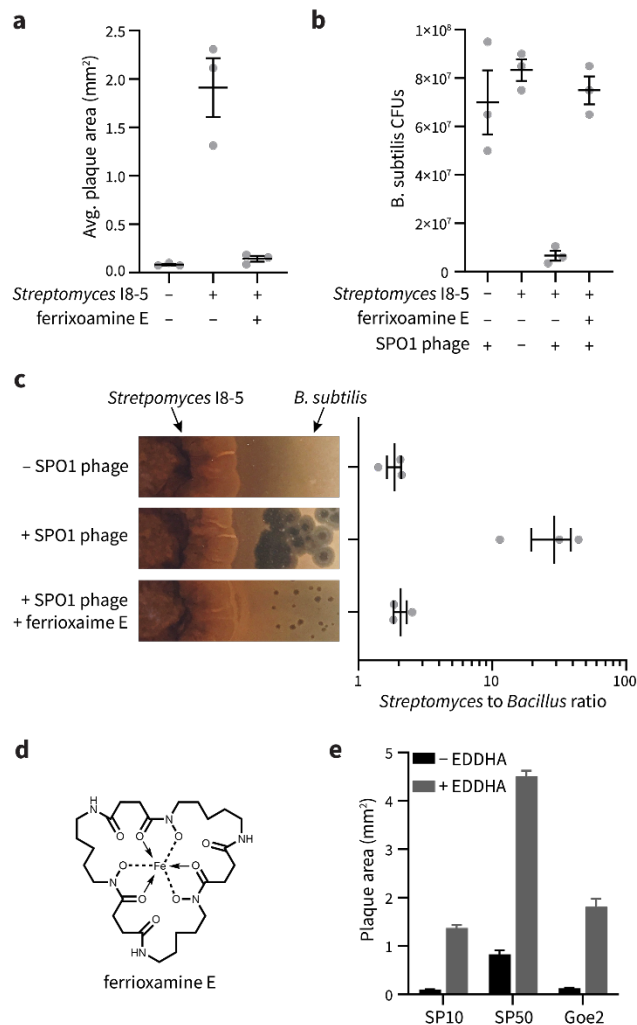 a
Avg. plaque area (mm²)
2.5
2.0
1.5
1.0
0.5
0.0
Streptomyces I8-5 – + +
ferrixoamine E – – +
b
B. subtilis CFUs
1×10⁸
8×10⁷
6×10⁷
4×10⁷
2×10⁷
0
Streptomyces I8-5 – + + +
ferrixoamine E – – – +
SPO1 phage + – + +
c
Stretpomyces I8-5
B. subtilis
– SPO1 phage
+ SPO1 phage
+ SPO1 phage
+ ferrioxaime E
1 10 100
Streptomyces to Bacillus ratio
d
H
N
O
O
N
O
O
NH
O
Fe
O
N
O
O
N
O
O
HN
ferrioxamine E
e
Plaque area (mm²)
5
4
3
2
1
0
– EDDHA
+ EDDHA
SP10 SP50 Goe2